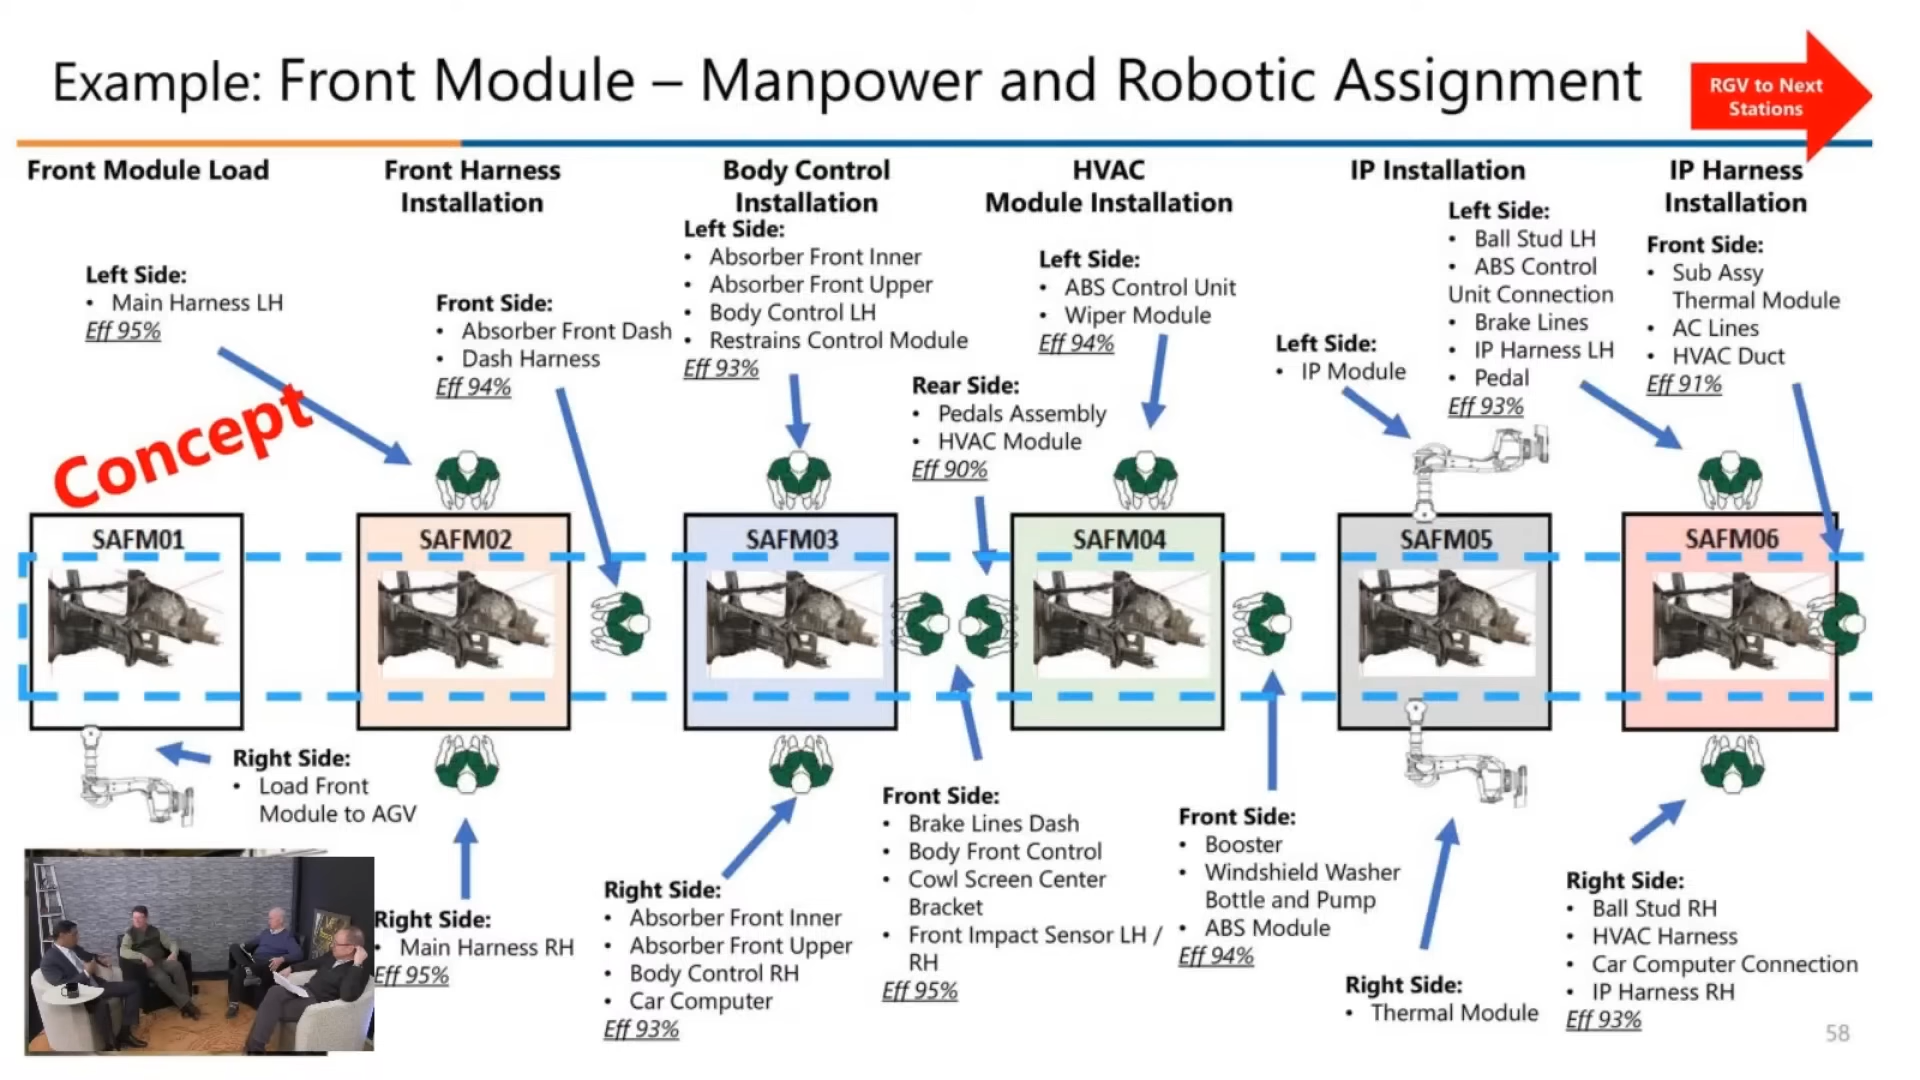 Example: Front Module – Manpower and Robotic Assignment
RGV to Next
Stations
Front Module Load
Front Harness
Installation
Body Control
Installation
HVAC
Module Installation
IP Installation
IP Harness
Installation
Left Side:
• Main Harness LH
Eff 95%
Front Side:
• Absorber Front Dash
• Dash Harness
Eff 94%
Left Side:
• Absorber Front Inner
• Absorber Front Upper
• Body Control LH
• Restrains Control Module
Eff 93%
Rear Side:
• Pedals Assembly
• HVAC Module
Eff 90%
Left Side:
• ABS Control Unit
• Wiper Module
Eff 94%
Left Side:
• IP Module
Left Side:
• Ball Stud LH
• ABS Control
Unit Connection
• Brake Lines
• IP Harness LH
• Pedal
Eff 93%
Front Side:
• Sub Assy
Thermal Module
• AC Lines
• HVAC Duct
Eff 91%
Concept
SAFM01
SAFM02
SAFM03
SAFM04
SAFM05
SAFM06
Right Side:
• Load Front
Module to AGV
Right Side:
• Main Harness RH
Eff 95%
Right Side:
• Absorber Front Inner
• Absorber Front Upper
• Body Control RH
• Car Computer
Eff 93%
Front Side:
• Brake Lines Dash
• Body Front Control
• Cowl Screen Center
Bracket
• Front Impact Sensor LH /
RH
Eff 95%
Front Side:
• Booster
• Windshield Washer
Bottle and Pump
• ABS Module
Eff 94%
Right Side:
• Thermal Module
Right Side:
• Ball Stud RH
• HVAC Harness
• Car Computer Connection
• IP Harness RH
Eff 93%
58